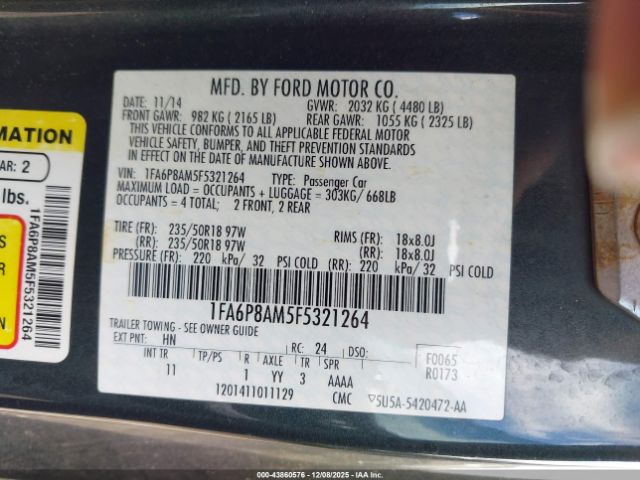 MFD. BY FORD MOTOR CO.
DATE: 11/14 GVWR: 2032 KG ( 4480 LB)
FRONT GAWR: 982 KG ( 2165 LB) REAR GAWR: 1055 KG ( 2325 LB)
THIS VEHICLE CONFORMS TO ALL APPLICABLE FEDERAL MOTOR
VEHICLE SAFETY, BUMPER, AND THEFT PREVENTION STANDARDS
IN EFFECT ON THE DATE OF MANUFACTURE SHOWN ABOVE.
VIN: 1FA6P8AM5F5321264 TYPE: Passenger Car
MAXIMUM LOAD = OCCUPANTS + LUGGAGE = 303KG/ 668LB
OCCUPANTS = 4 TOTAL; 2 FRONT, 2 REAR
TIRE (FR): 235/50R18 97W RIMS (FR): 18x8.0J
(RR): 235/50R18 97W (RR): 18x8.0J
PRESSURE (FR): 220 kPa/ 32 PSI COLD (RR): 220 kPa/ 32 PSI COLD
1FA6P8AM5F5321264
TRAILER TOWING - SEE OWNER GUIDE
EXT PNT: HN RC: 24 DSO: F0065
R0173
INT TR TP/PS R AXLE TR SPR
11 1 YY 3 AAAA
1201411011129 CMC 5U5A-5420472-AA
RMATION
AR: 2
lbs.
S
R
N.
1FA6P8AM5F5321264
000-43860576 - 12/08/2025 - IAAI.COM